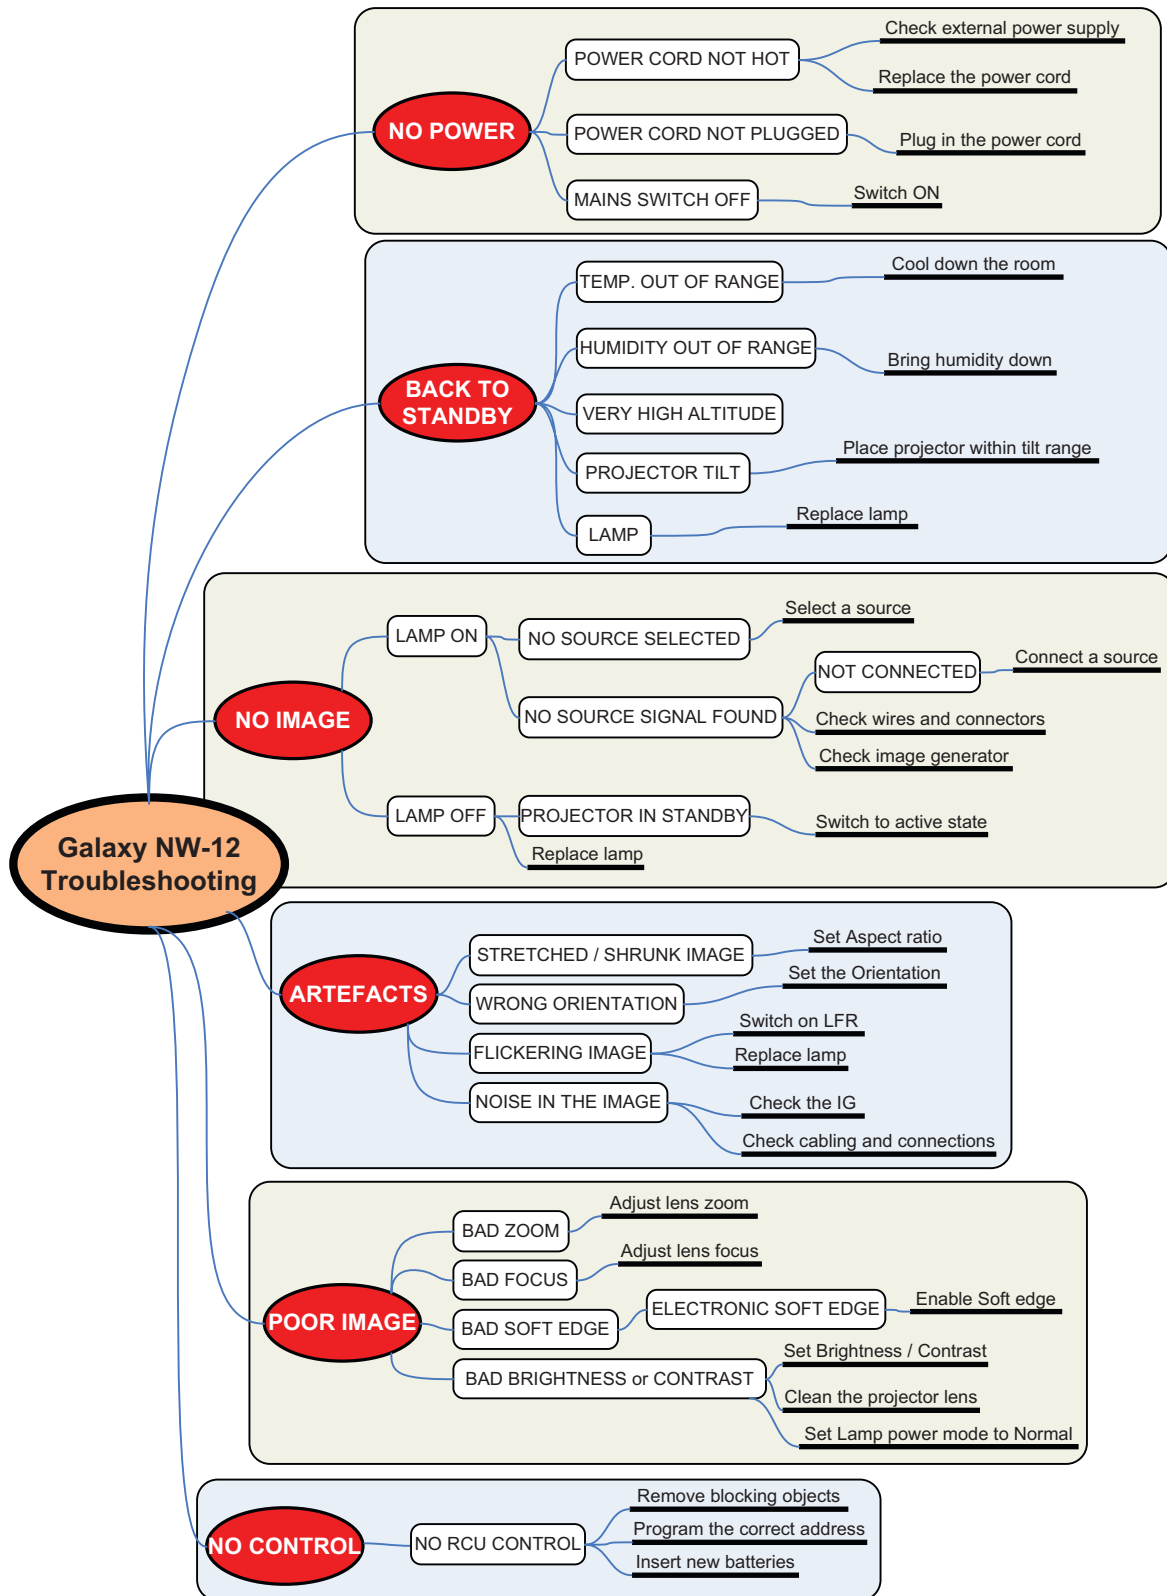 Galaxy NW-12
Troubleshooting
NO POWER
POWER CORD NOT HOT
Check external power supply
Replace the power cord
POWER CORD NOT PLUGGED
Plug in the power cord
MAINS SWITCH OFF
Switch ON
BACK TO
STANDBY
TEMP. OUT OF RANGE
Cool down the room
HUMIDITY OUT OF RANGE
Bring humidity down
VERY HIGH ALTITUDE
PROJECTOR TILT
Place projector within tilt range
LAMP
Replace lamp
NO IMAGE
LAMP ON
NO SOURCE SELECTED
Select a source
NO SOURCE SIGNAL FOUND
NOT CONNECTED
Connect a source
Check wires and connectors
Check image generator
LAMP OFF
PROJECTOR IN STANDBY
Switch to active state
Replace lamp
ARTEFACTS
STRETCHED / SHRUNK IMAGE
Set Aspect ratio
WRONG ORIENTATION
Set the Orientation
FLICKERING IMAGE
Switch on LFR
Replace lamp
NOISE IN THE IMAGE
Check the IG
Check cabling and connections
POOR IMAGE
BAD ZOOM
Adjust lens zoom
BAD FOCUS
Adjust lens focus
BAD SOFT EDGE
ELECTRONIC SOFT EDGE
Enable Soft edge
BAD BRIGHTNESS or CONTRAST
Set Brightness / Contrast
Clean the projector lens
Set Lamp power mode to Normal
NO CONTROL
NO RCU CONTROL
Remove blocking objects
Program the correct address
Insert new batteries